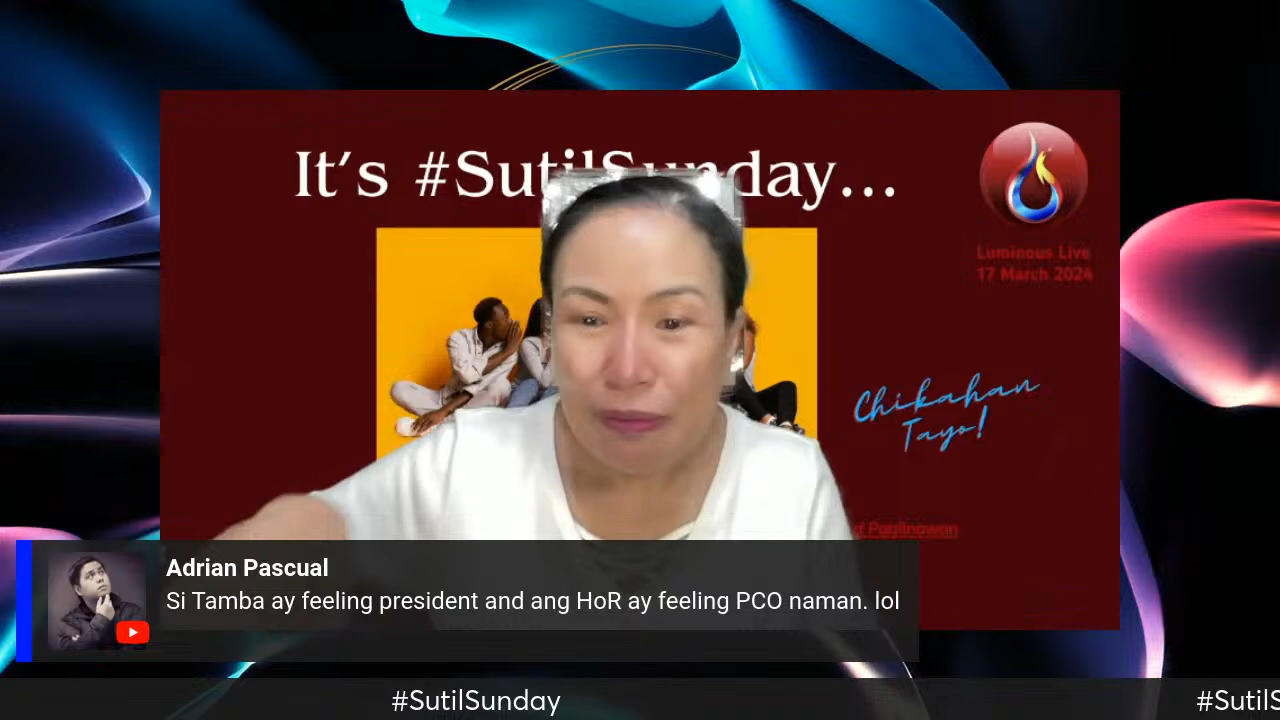 It's #SutilSunday...
Luminous Live
17 March 2024
Chikahan
Tayo!
Adrian Pascual
Si Tamba ay feeling president and ang HoR ay feeling PCO naman. lol
#SutilSunday
#SutilS